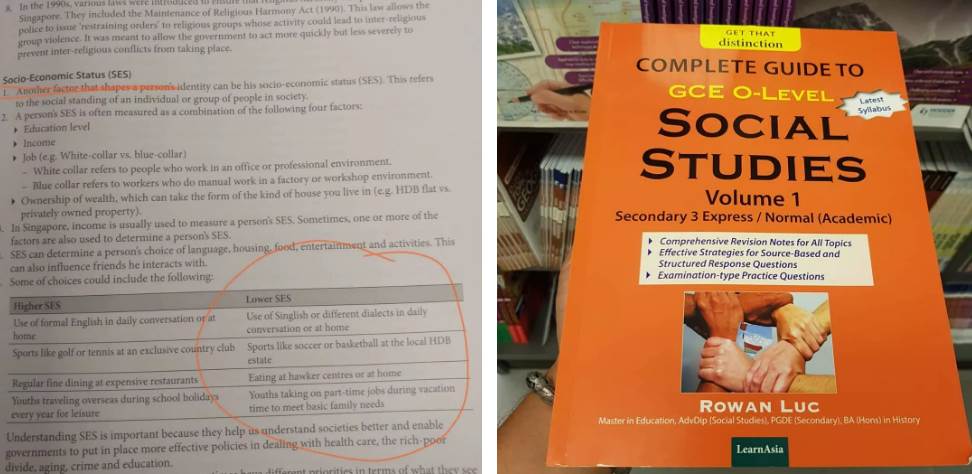 8. In the 1990s, various laws were introduced to ensure that
Singapore. They included the Maintenance of Religious Harmony Act (1990). This law allows the
police to issue 'restraining orders' to religious groups whose activity could lead to inter-religious
group violence. It was meant to allow the government to act more quickly but less severely to
prevent inter-religious conflicts from taking place.
Socio-Economic Status (SES)
1. Another factor that shapes a person's identity can be his socio-economic status (SES). This refers
to the social standing of an individual or group of people in society.
2. A person's SES is often measured as a combination of the following four factors:
Education level
Income
Job (e.g. White-collar vs. blue-collar)
– White collar refers to people who work in an office or professional environment.
– Blue collar refers to workers who do manual work in a factory or workshop environment.
Ownership of wealth, which can take the form of the kind of house you live in (e.g. HDB flat vs.
privately owned property).
In Singapore, income is usually used to measure a person's SES. Sometimes, one or more of the
factors are also used to determine a person's SES.
SES can determine a person's choice of language, housing, food, entertainment and activities. This
can also influence friends he interacts with.
Some of choices could include the following:
Higher SES Lower SES
Use of formal English in daily conversation or at Use of Singlish or different dialects in daily
home conversation or at home
Sports like golf or tennis at an exclusive country club Sports like soccer or basketball at the local HDB
estate
Regular fine dining at expensive restaurants Eating at hawker centres or at home
Youths traveling overseas during school holidays Youths taking on part-time jobs during vacation
every year for leisure time to meet basic family needs
Understanding SES is important because they help us understand societies better and enable
governments to put in place more effective policies in dealing with health care, the rich-poor
divide, aging, crime and education.
different priorities in terms of what they see
GET THAT
distinction
COMPLETE GUIDE TO
GCE O-LEVEL
Latest
Syllabus
SOCIAL
STUDIES
Volume 1
Secondary 3 Express / Normal (Academic)
Comprehensive Revision Notes for All Topics
Effective Strategies for Source-Based and
Structured Response Questions
Examination-type Practice Questions
ROWAN LUC
Master in Education, AdvDip (Social Studies), PGDE (Secondary), BA (Hons) in History
LearnAsia